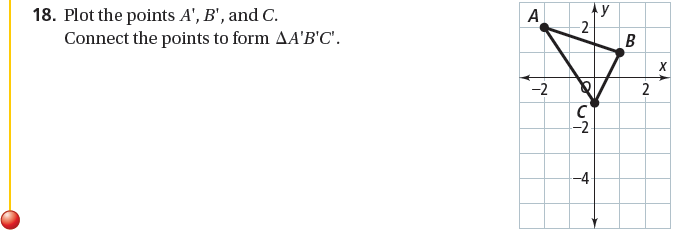 18. Plot the points A', B', and C.
Connect the points to form ΔA'B'C'.
A
y
2
B
x
-2
O
2
C
-2
-4